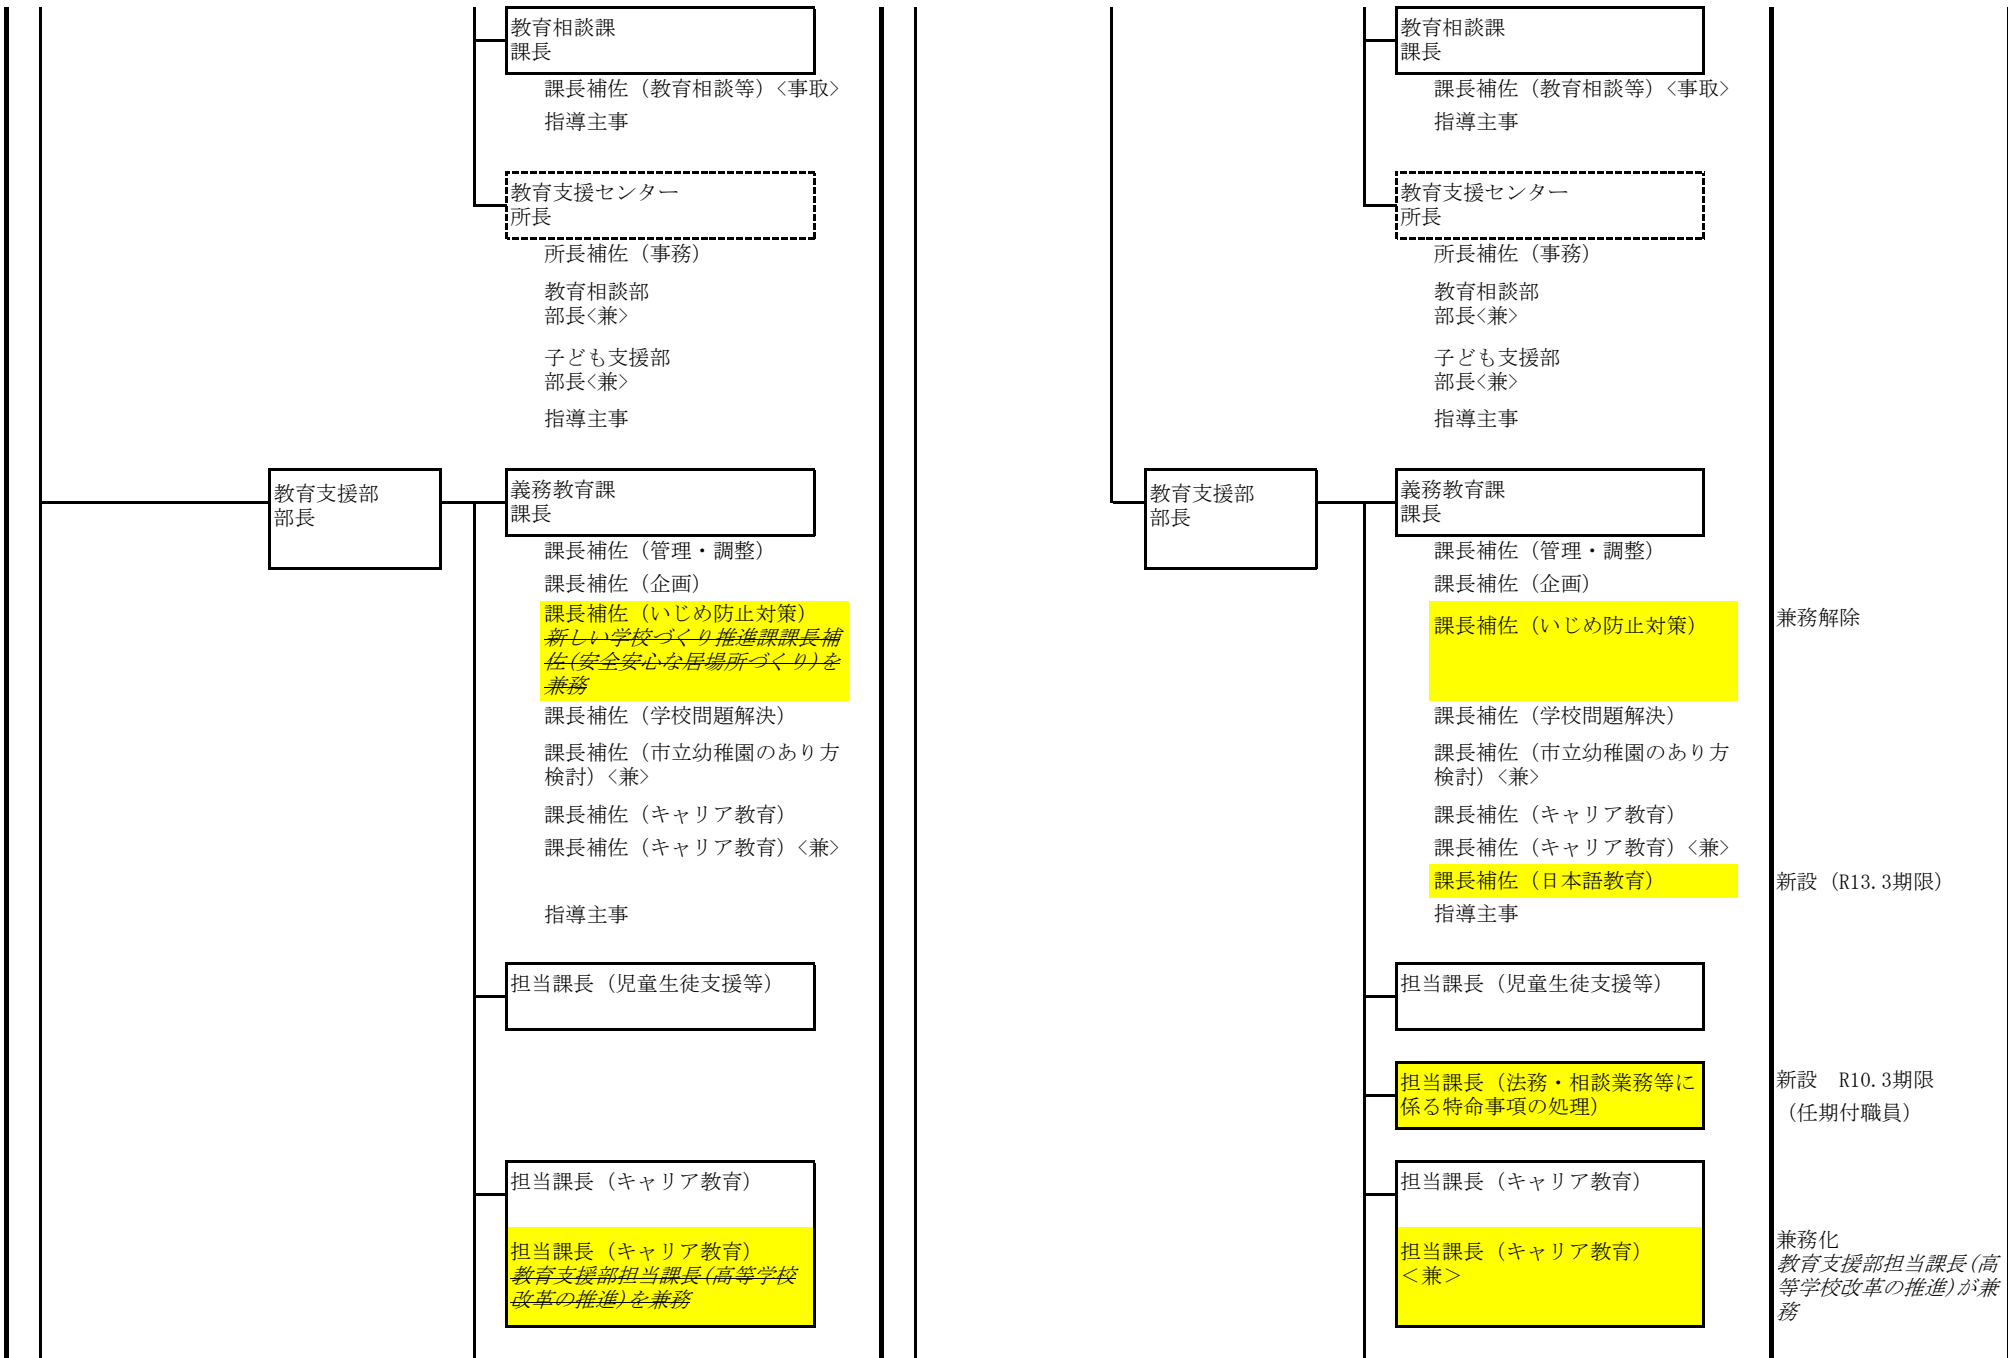 教育相談課
課長
課長補佐（教育相談等）<事取>
指導主事
教育支援センター
所長
所長補佐（事務）
教育相談部
部長<兼>
子ども支援部
部長<兼>
指導主事
教育支援部
部長
義務教育課
課長
課長補佐（管理・調整）
課長補佐（企画）
課長補佐（いじめ防止対策）
新しい学校づくり推進課課長補
佐(安全安心な居場所づくり)を
兼務
課長補佐（学校問題解決）
課長補佐（市立幼稚園のあり方
検討）<兼>
課長補佐（キャリア教育）
課長補佐（キャリア教育）<兼>
指導主事
担当課長（児童生徒支援等）
担当課長（キャリア教育）
担当課長（キャリア教育）
教育支援部担当課長(高等学校
改革の推進)を兼務
教育相談課
課長
課長補佐（教育相談等）<事取>
指導主事
教育支援センター
所長
所長補佐（事務）
教育相談部
部長<兼>
子ども支援部
部長<兼>
指導主事
教育支援部
部長
義務教育課
課長
課長補佐（管理・調整）
課長補佐（企画）
課長補佐（いじめ防止対策）
兼務解除
課長補佐（学校問題解決）
課長補佐（市立幼稚園のあり方
検討）<兼>
課長補佐（キャリア教育）
課長補佐（キャリア教育）<兼>
課長補佐（日本語教育）
新設（R13.3期限）
指導主事
担当課長（児童生徒支援等）
担当課長（法務・相談業務等に
係る特命事項の処理）
新設　R10.3期限
（任期付職員）
担当課長（キャリア教育）
担当課長（キャリア教育）
＜兼＞
兼務化
教育支援部担当課長(高
等学校改革の推進)が兼
務